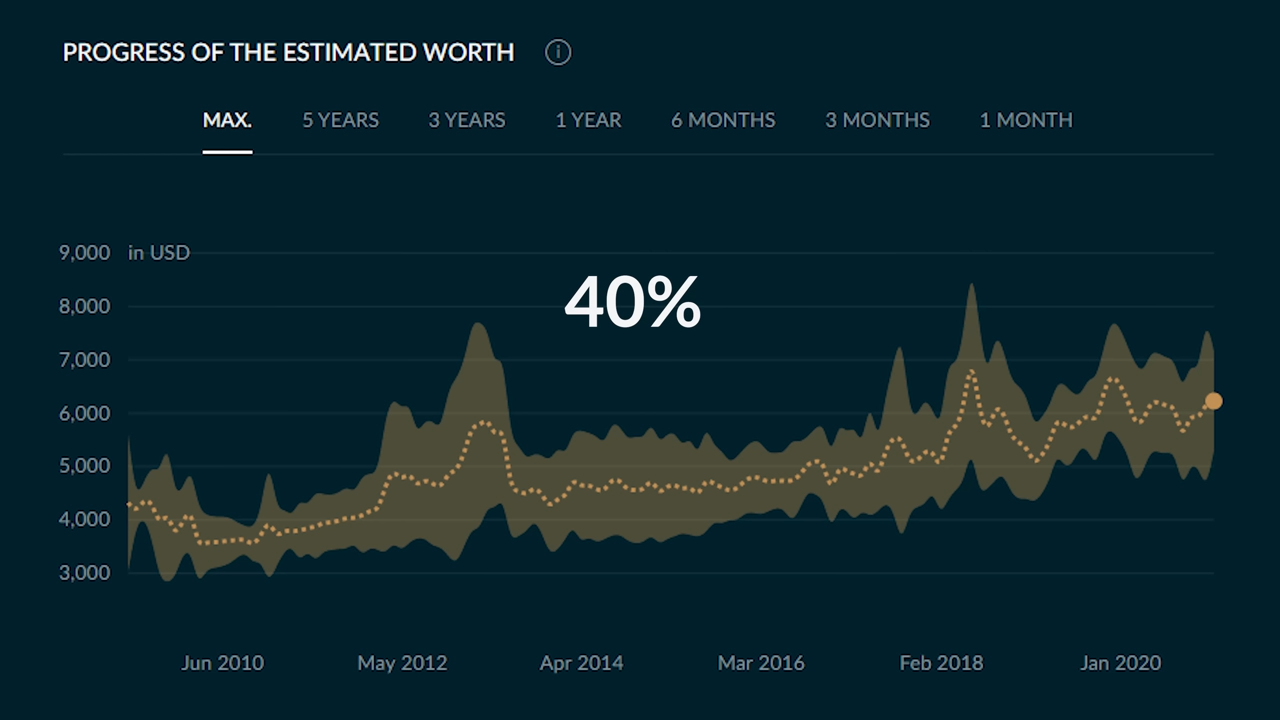 PROGRESS OF THE ESTIMATED WORTH i
MAX. 5 YEARS 3 YEARS 1 YEAR 6 MONTHS 3 MONTHS 1 MONTH
9,000 in USD
40%
8,000
7,000
6,000
5,000
4,000
3,000
Jun 2010 May 2012 Apr 2014 Mar 2016 Feb 2018 Jan 2020